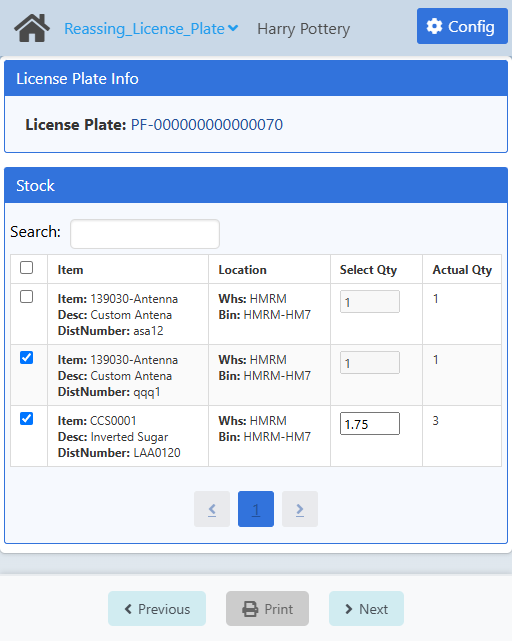 Reassing_License_Plate Harry Pottery Config
License Plate Info
License Plate: PF-000000000000070
Stock
Search:
Item Location Select Qty Actual Qty
Item: 139030-Antenna Whs: HMRM 1 1
Desc: Custom Antena Bin: HMRM-HM7
DistNumber: asa12
Item: 139030-Antenna Whs: HMRM 1 1
Desc: Custom Antena Bin: HMRM-HM7
DistNumber: qqq1
Item: CCS0001 Whs: HMRM 1.75 3
Desc: Inverted Sugar Bin: HMRM-HM7
DistNumber: LAA0120
< 1 >
Previous Print Next